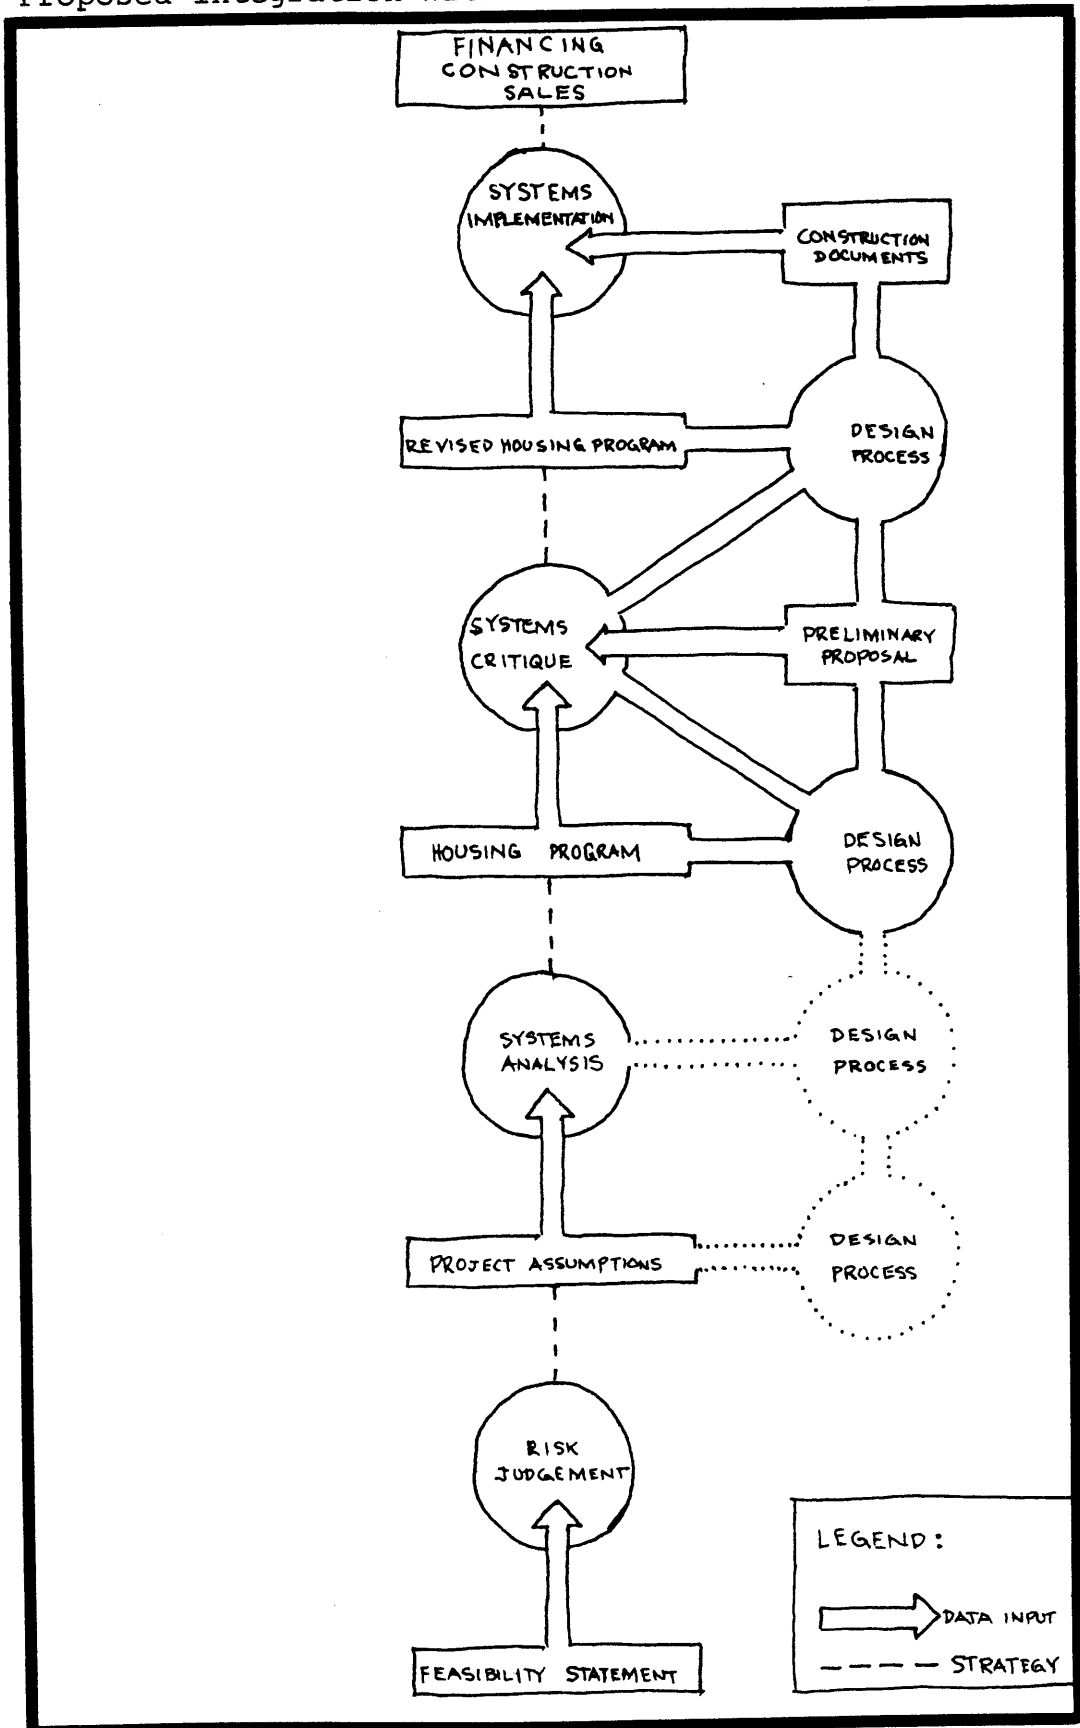 Proposed Integration
FINANCING
CONSTRUCTION
SALES
SYSTEMS
IMPLEMENTATION
CONSTRUCTION
DOCUMENTS
REVISED HOUSING PROGRAM
DESIGN
PROCESS
SYSTEMS
CRITIQUE
PRELIMINARY
PROPOSAL
HOUSING PROGRAM
DESIGN
PROCESS
SYSTEMS
ANALYSIS
DESIGN
PROCESS
PROJECT ASSUMPTIONS
DESIGN
PROCESS
RISK
JUDGEMENT
LEGEND:
DATA INPUT
STRATEGY
FEASIBILITY STATEMENT